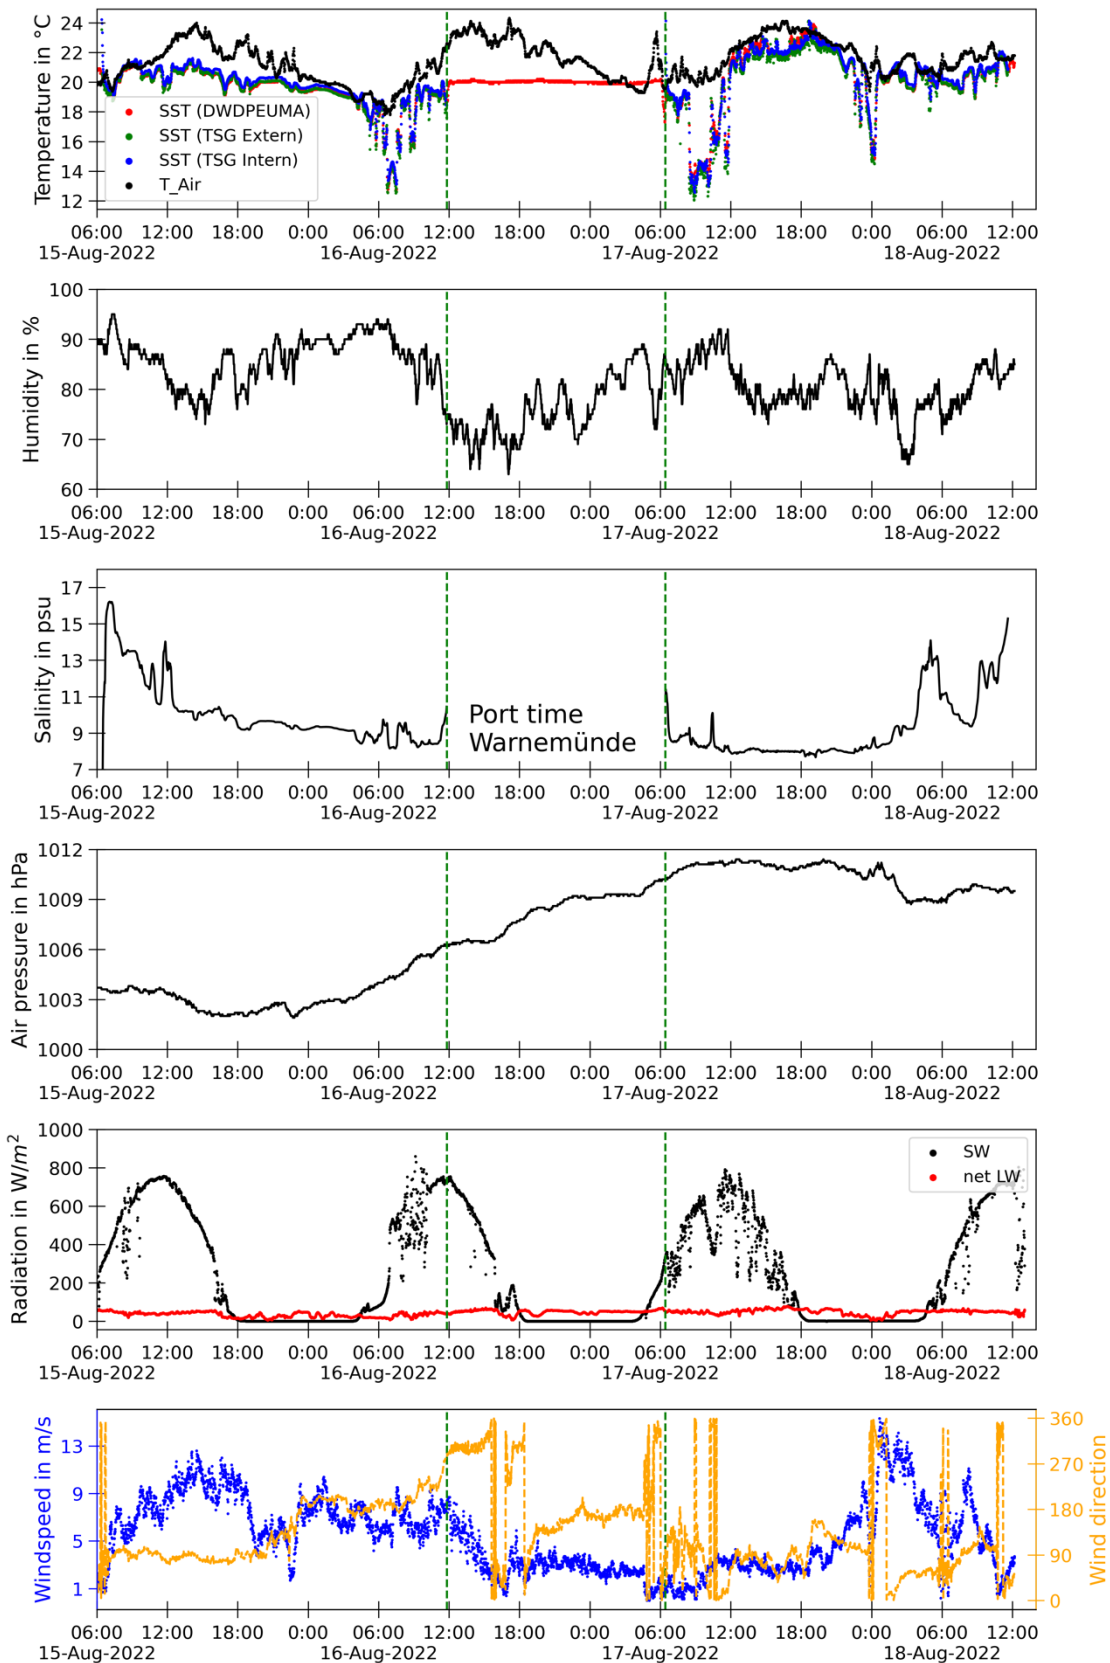 Temperature in °C
24
22
20
18
16
14
12
SST (DWDPEUMA)
SST (TSG Extern)
SST (TSG Intern)
T_Air
06:00 12:00 18:00 0:00 06:00 12:00 18:00 0:00 06:00 12:00 18:00 0:00 06:00 12:00
15-Aug-2022 16-Aug-2022 17-Aug-2022 18-Aug-2022
Humidity in %
100
90
80
70
60
06:00 12:00 18:00 0:00 06:00 12:00 18:00 0:00 06:00 12:00 18:00 0:00 06:00 12:00
15-Aug-2022 16-Aug-2022 17-Aug-2022 18-Aug-2022
Salinity in psu
17
15
13
11
9
7
Port time
Warnemünde
06:00 12:00 18:00 0:00 06:00 12:00 18:00 0:00 06:00 12:00 18:00 0:00 06:00 12:00
15-Aug-2022 16-Aug-2022 17-Aug-2022 18-Aug-2022
Air pressure in hPa
1012
1009
1006
1003
1000
06:00 12:00 18:00 0:00 06:00 12:00 18:00 0:00 06:00 12:00 18:00 0:00 06:00 12:00
15-Aug-2022 16-Aug-2022 17-Aug-2022 18-Aug-2022
Radiation in W/m²
1000
800
600
400
200
0
SW
net LW
06:00 12:00 18:00 0:00 06:00 12:00 18:00 0:00 06:00 12:00 18:00 0:00 06:00 12:00
15-Aug-2022 16-Aug-2022 17-Aug-2022 18-Aug-2022
Windspeed in m/s
13
9
5
1
360
270
180
90
0
Wind direction
06:00 12:00 18:00 0:00 06:00 12:00 18:00 0:00 06:00 12:00 18:00 0:00 06:00 12:00
15-Aug-2022 16-Aug-2022 17-Aug-2022 18-Aug-2022